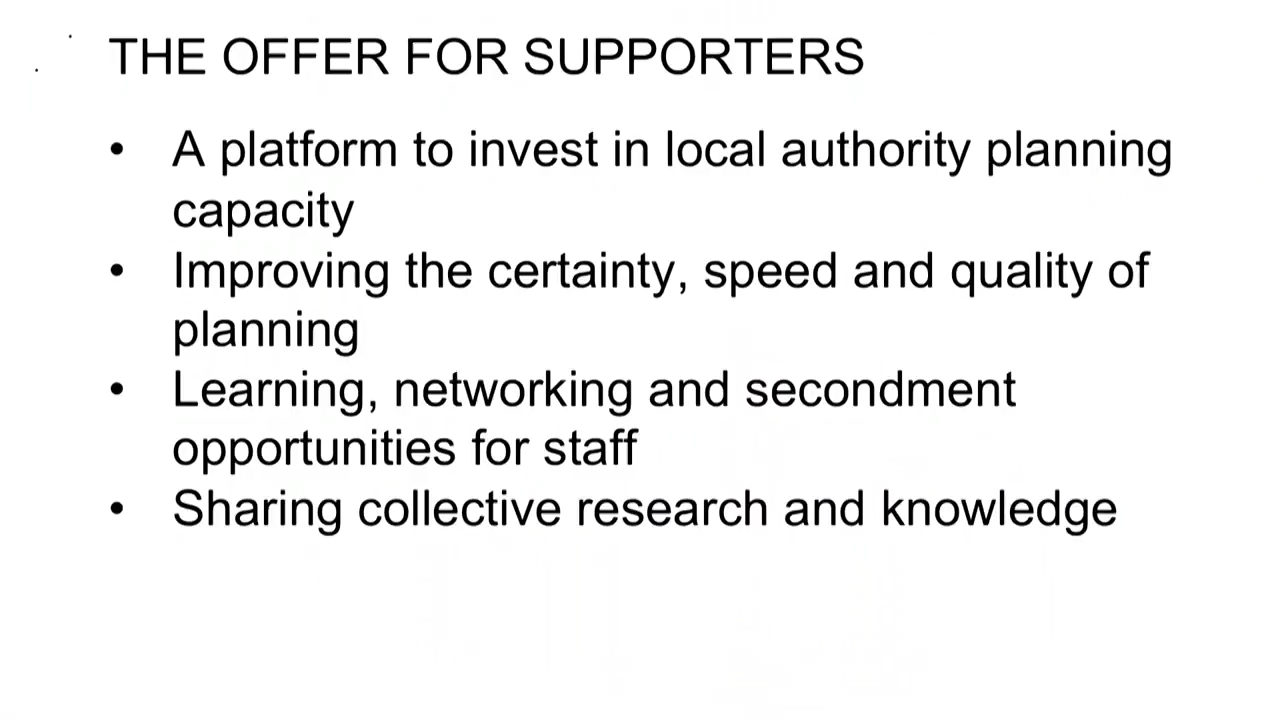 THE OFFER FOR SUPPORTERS
• A platform to invest in local authority planning
capacity
• Improving the certainty, speed and quality of
planning
• Learning, networking and secondment
opportunities for staff
• Sharing collective research and knowledge